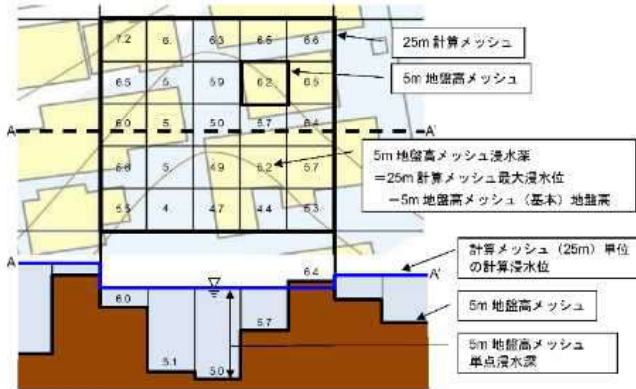 7.2 6. 6.3 6.5 6.6
25m 計算メッシュ
6.5 5. 5.9 6.2 6.5
5m 地盤高メッシュ
A 6.0 5. 5.0 5.7 6.4 A'
5m 地盤高メッシュ浸水深
＝25m 計算メッシュ最大浸水位
－5m 地盤高メッシュ（基本）地盤高
5. 4.9 5.2 5.7
5.5 4. 4.7 4.4 5.3
A A'
計算メッシュ（25m）単位
の計算浸水位
6.4
6.0
5m 地盤高メッシュ
5.7
5.1
5.0
5m 地盤高メッシュ
単点浸水深